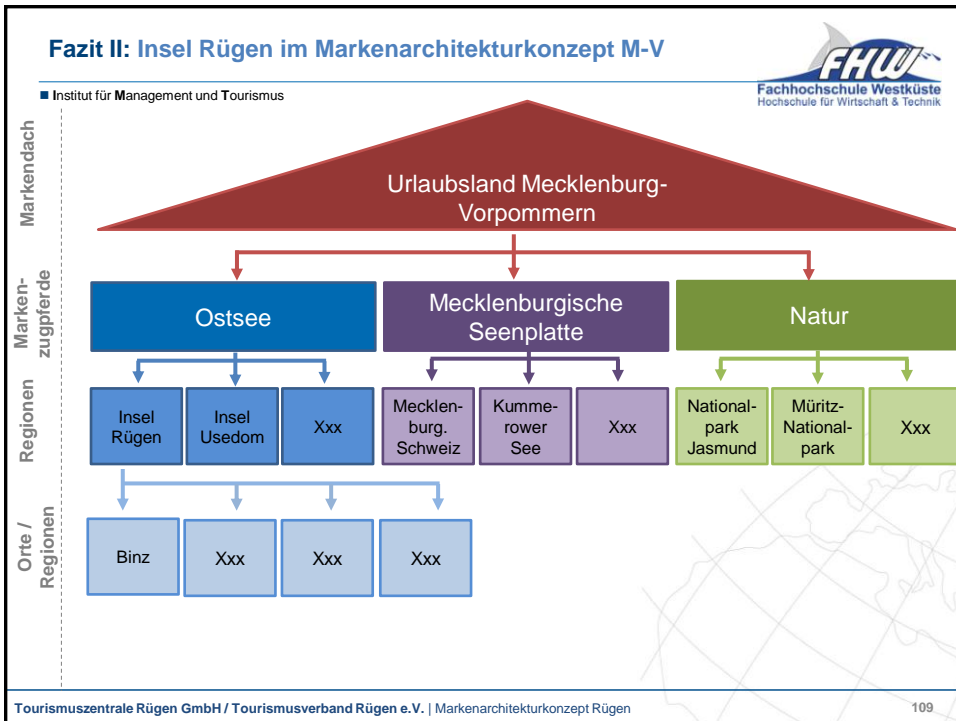 Fazit II: Insel Rügen im Markenarchitekturkonzept M-V
FHW
Fachhochschule Westküste
Hochschule für Wirtschaft & Technik
Institut für Management und Tourismus
Markendach
Urlaubsland Mecklenburg-
Vorpommern
Marken-
zugpferde
Ostsee
Mecklenburgische
Seenplatte
Natur
Regionen
Insel
Rügen
Insel
Usedom
Xxx
Mecklen-
burg.
Schweiz
Kumme-
rower
See
Xxx
National-
park
Jasmund
Müritz-
National-
park
Xxx
Orte /
Regionen
Binz
Xxx
Xxx
Xxx
Tourismuszentrale Rügen GmbH / Tourismusverband Rügen e.V. | Markenarchitekturkonzept Rügen
109